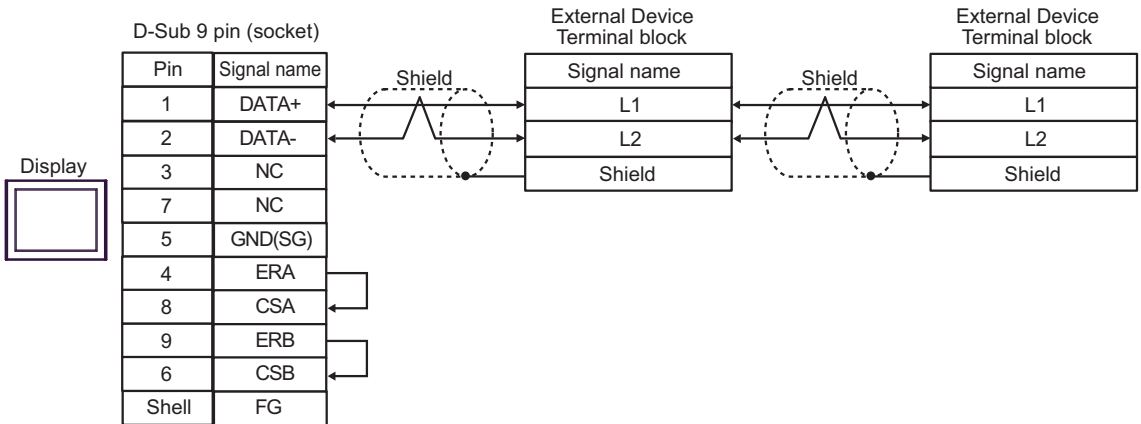 D-Sub 9 pin (socket)
External Device
Terminal block
External Device
Terminal block
Pin Signal name
Shield
Signal name
Shield
Signal name
1 DATA+
L1
L1
2 DATA-
L2
L2
Display
3 NC
Shield
Shield
7 NC
5 GND(SG)
4 ERA
8 CSA
9 ERB
6 CSB
Shell FG